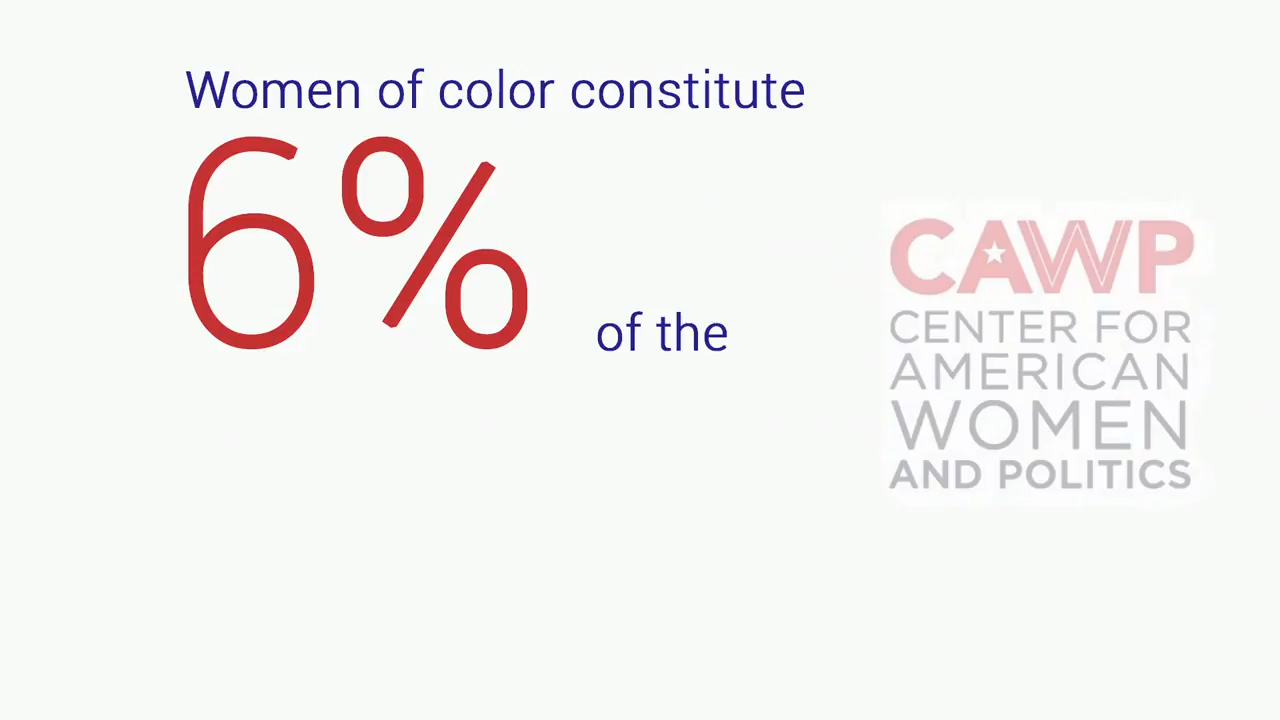 Women of color constitute
6% of the
CAWP
CENTER FOR
AMERICAN
WOMEN
AND POLITICS